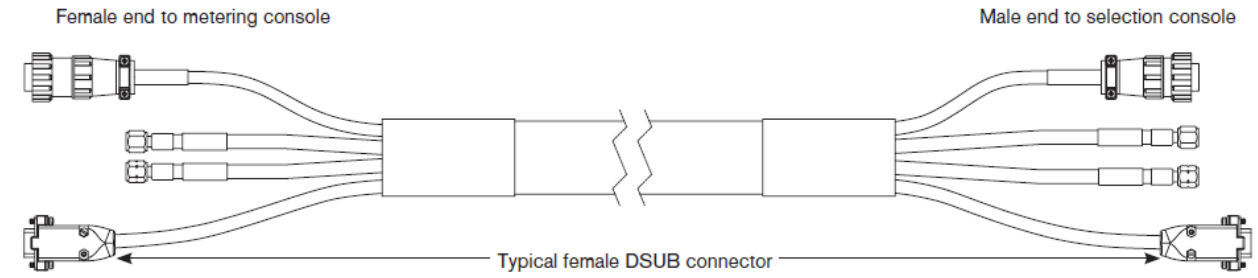 Female end to metering console
Male end to selection console
Typical female DSUB connector